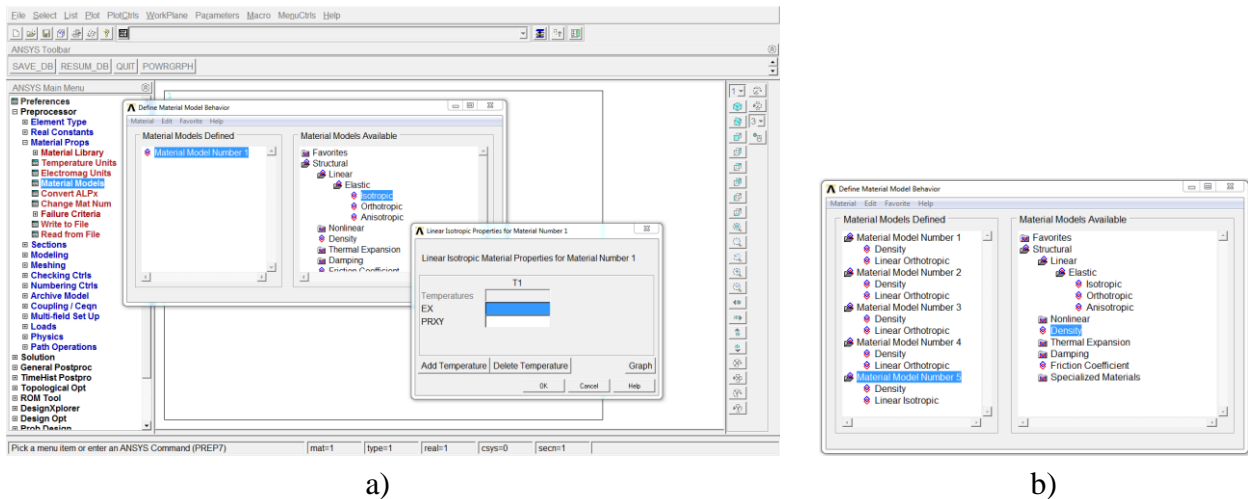 File Select List Plot PlotCtrls WorkPlane Parameters Macro MenuCtrls Help
ANSYS Toolbar
SAVE_DB RESUM_DB QUIT POWRGRPH
ANSYS Main Menu
Preferences
Preprocessor
Element Type
Real Constants
Material Props
Material Library
Temperature Units
Electromag Units
Material Models
Convert ALPx
Change Mat Num
Failure Criteria
Write to File
Read from File
Sections
Modeling
Meshing
Checking Ctrls
Numbering Ctrls
Archive Model
Coupling / Ceqn
Multi-field Set Up
Loads
Physics
Path Operations
Solution
General Postproc
TimeHist Postpro
Topological Opt
ROM Tool
DesignXplorer
Design Opt
Prob Design
Define Material Model Behavior
Material Edit Favorite Help
Material Models Defined
Material Model Number 1
Material Models Available
Favorites
Structural
Linear
Elastic
Isotropic
Orthotropic
Anisotropic
Nonlinear
Density
Thermal Expansion
Damping
Friction Coefficient
Linear Isotropic Properties for Material Number 1
Linear Isotropic Material Properties for Material Number 1
T1
Temperatures
EX
PRXY
Add Temperature Delete Temperature Graph
OK Cancel Help
1
3
Pick a menu item or enter an ANSYS Command (PREP7) mat=1 type=1 real=1 csys=0 secn=1
a)
Define Material Model Behavior
Material Edit Favorite Help
Material Models Defined
Material Model Number 1
Density
Linear Orthotropic
Material Model Number 2
Density
Linear Orthotropic
Material Model Number 3
Density
Linear Orthotropic
Material Model Number 4
Density
Linear Orthotropic
Material Model Number 5
Density
Linear Isotropic
Material Models Available
Favorites
Structural
Linear
Elastic
Isotropic
Orthotropic
Anisotropic
Nonlinear
Density
Thermal Expansion
Damping
Friction Coefficient
Specialized Materials
b)